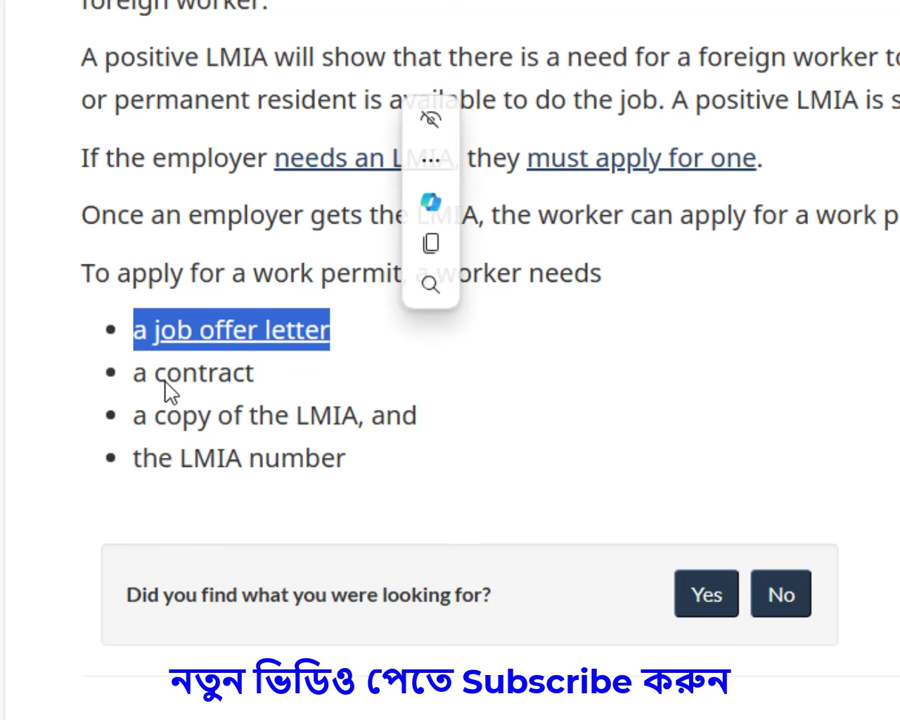 foreign worker.
A positive LMIA will show that there is a need for a foreign worker to
or permanent resident is available to do the job. A positive LMIA is s
If the employer needs an LMIA, they must apply for one.
Once an employer gets the LMIA, the worker can apply for a work p
To apply for a work permit, a worker needs
• a job offer letter
• a contract
• a copy of the LMIA, and
• the LMIA number
Did you find what you were looking for? Yes No
নতুন ভিডিও পেতে Subscribe করুন